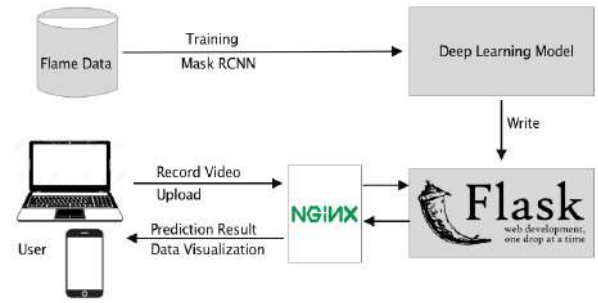 Training
Flame Data
Mask RCNN
Deep Learning Model
Write
Record Video
Upload
NGINX
Flask
web development,
one drop at a time
Prediction Result
Data Visualization
User